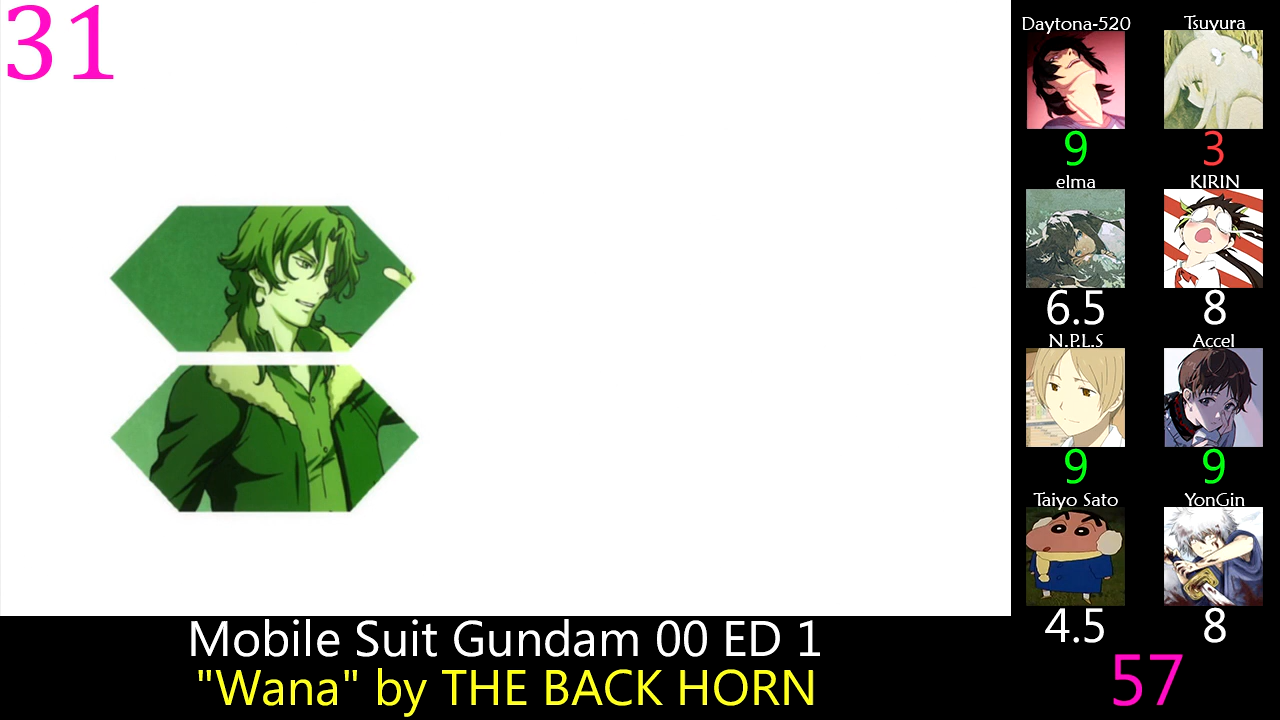 31
Daytona-520
Tsuyura
9
3
elma
KIRIN
6.5
8
N.P.L.S
Accel
9
9
Taiyo Sato
YonGin
4.5
8
Mobile Suit Gundam 00 ED 1
"Wana" by THE BACK HORN
57